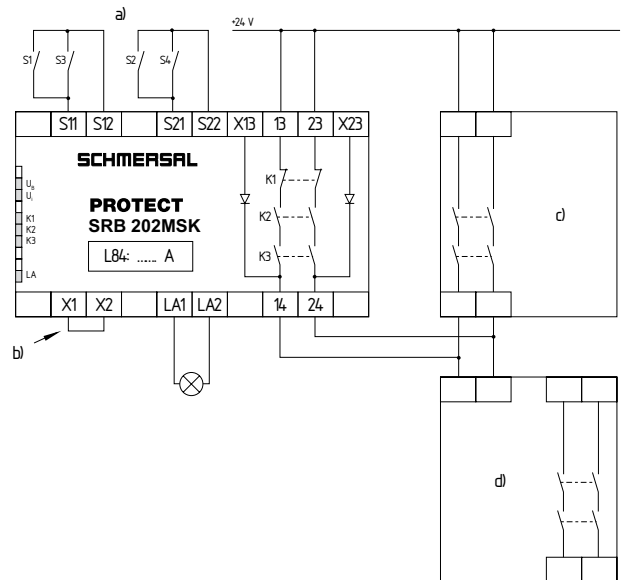 a)
+24 V
S1 S3 S2 S4
S11 S12 S21 S22 X13 13 23 X23
SCHMERSAL
PROTECT
SRB 202MSK
L84: ...... A
UB
Ui
K1
K2
K3
LA
K1
K2
K3
c)
X1 X2 LA1 LA2 14 24
b)
d)